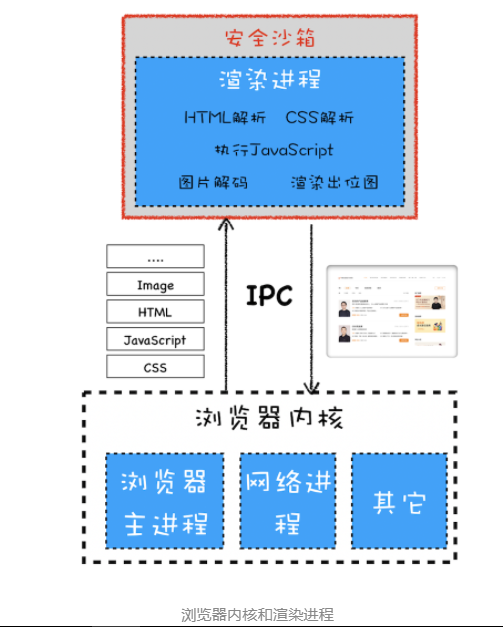 安全沙箱
渲染进程
HTML解析 CSS解析
执行JavaScript
图片解码 渲染出位图
....
Image
HTML
JavaScript
CSS
IPC
浏览器内核
浏览器
主进程
网络进
程
其它
浏览器内核和渲染进程